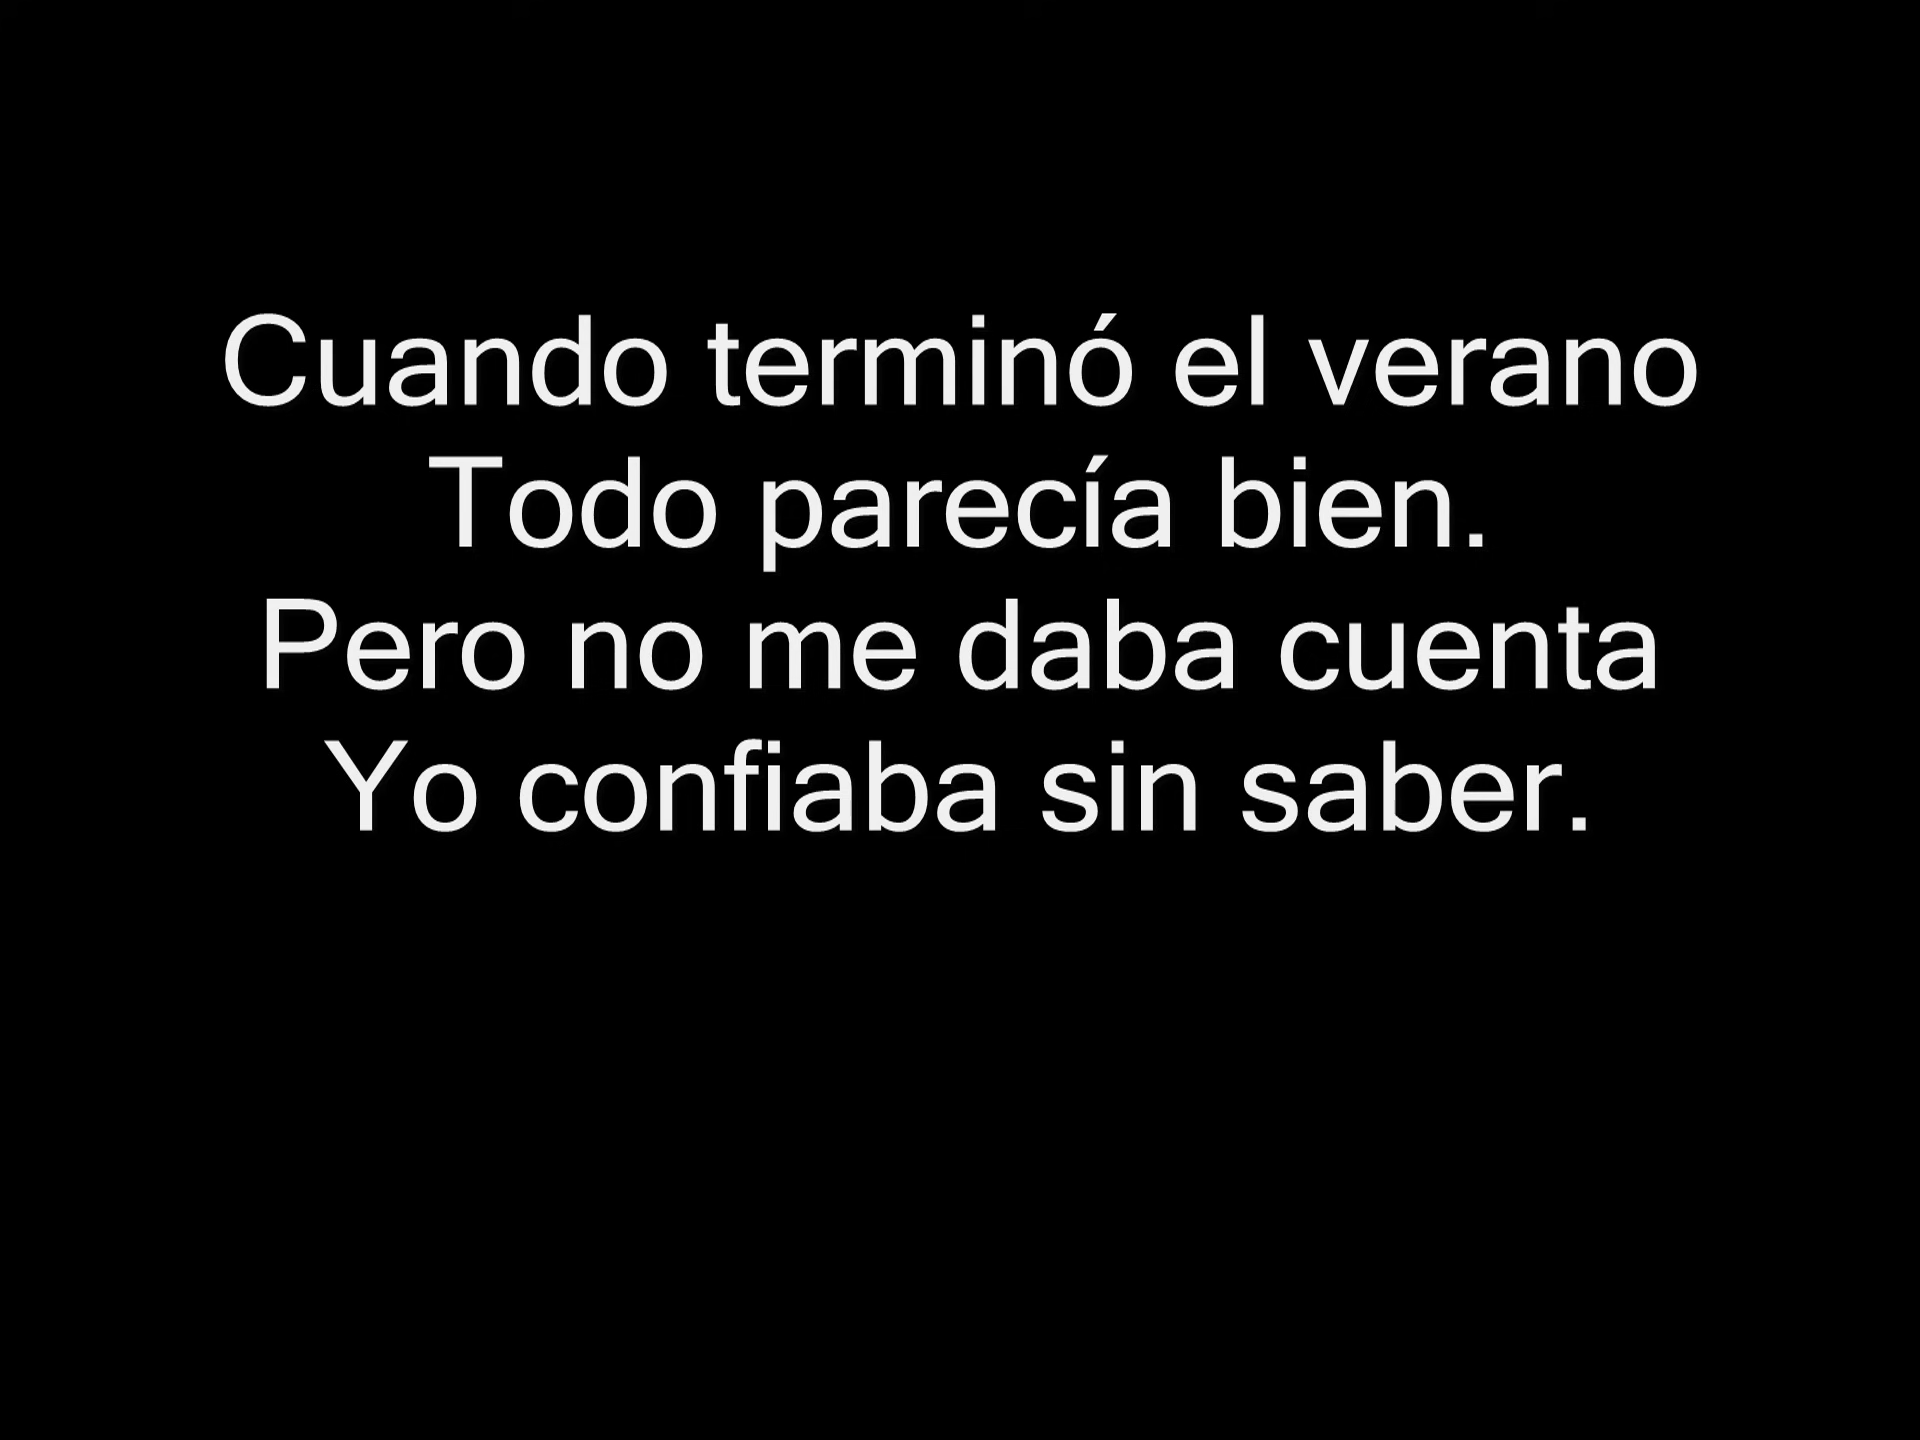 Cuando terminó el verano
Todo parecía bien.
Pero no me daba cuenta
Yo confiaba sin saber.